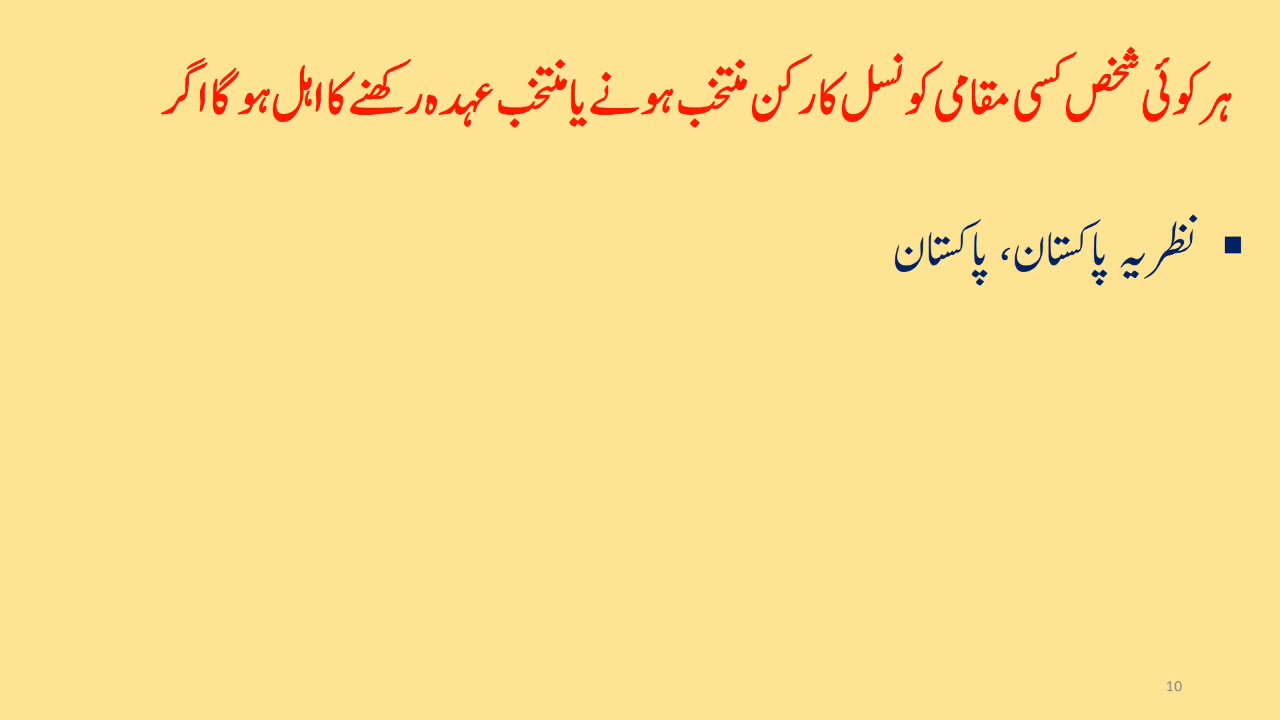 ہر کوئی شخص کسی مقامی کونسل کا رکن منتخب ہونے یا منتخب عہدہ رکھنے کا اہل ہو گا اگر
▪ نظریہ پاکستان، پاکستان
10